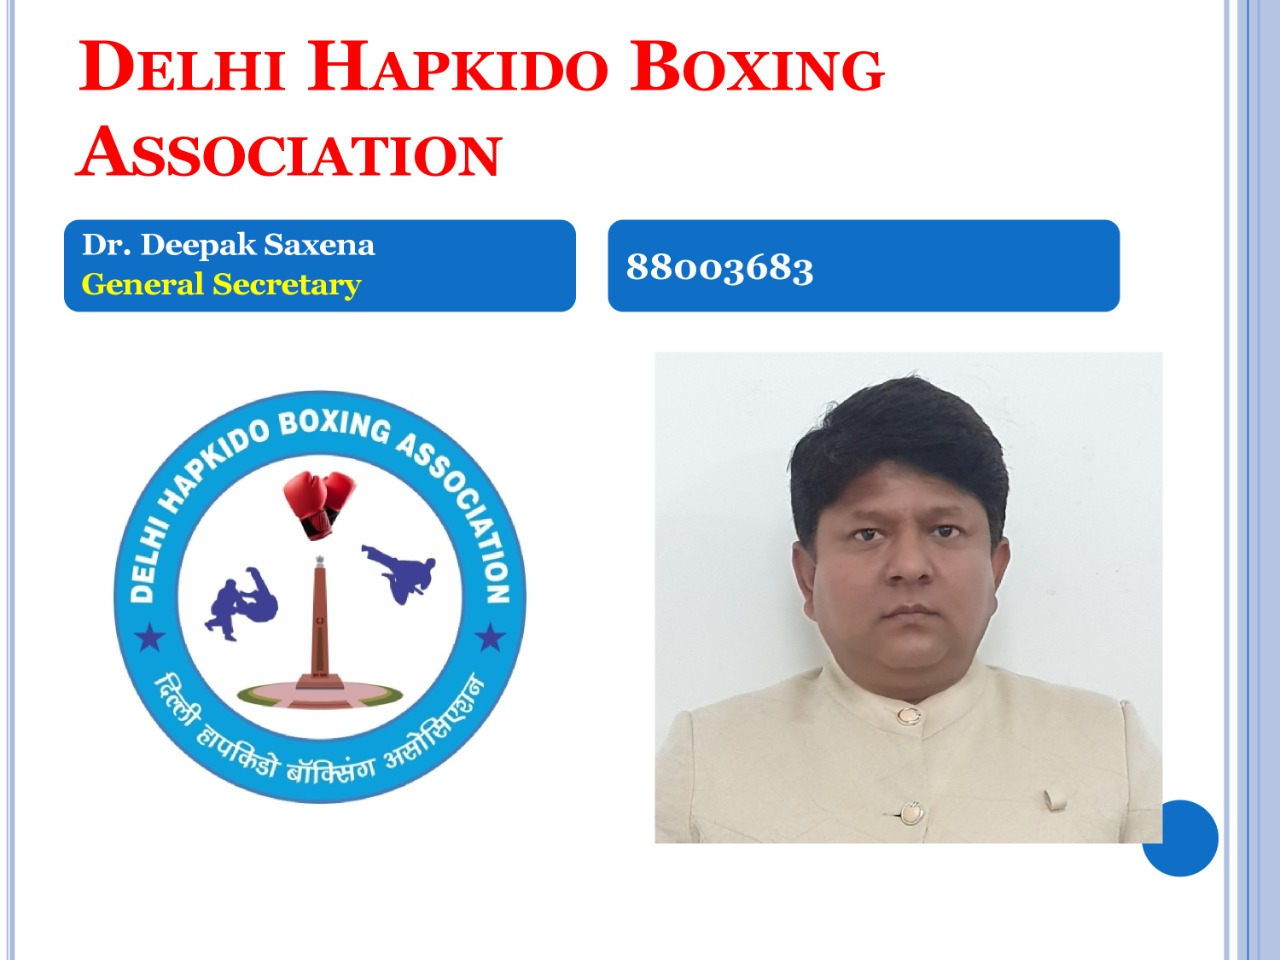 DELHI HAPKIDO BOXING
ASSOCIATION
Dr. Deepak Saxena
General Secretary
88003683
DELHI HAPKIDO BOXING ASSOCIATION
दिल्ली हापकिडो बॉक्सिंग असोसिएशन